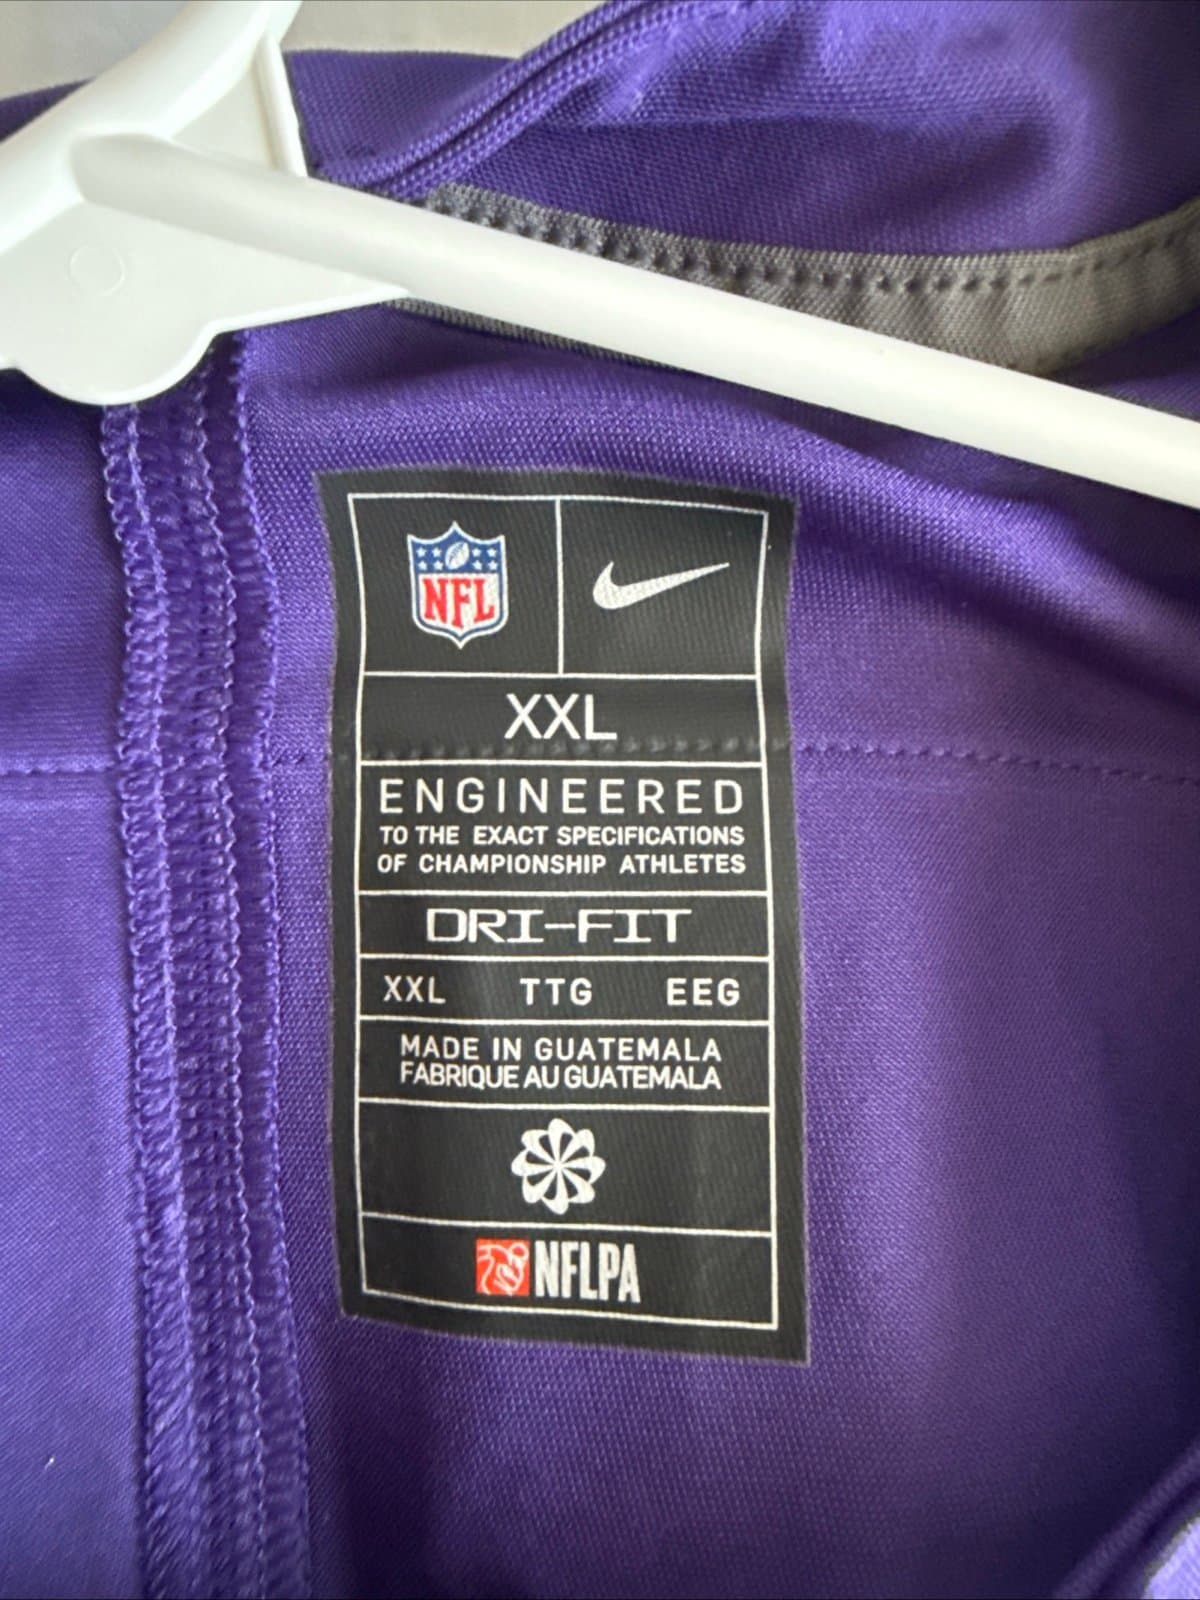 NFL
XXL
ENGINEERED
TO THE EXACT SPECIFICATIONS
OF CHAMPIONSHIP ATHLETES
DRI-FIT
XXL TTG EEG
MADE IN GUATEMALA
FABRIQUE AU GUATEMALA
NFLPA